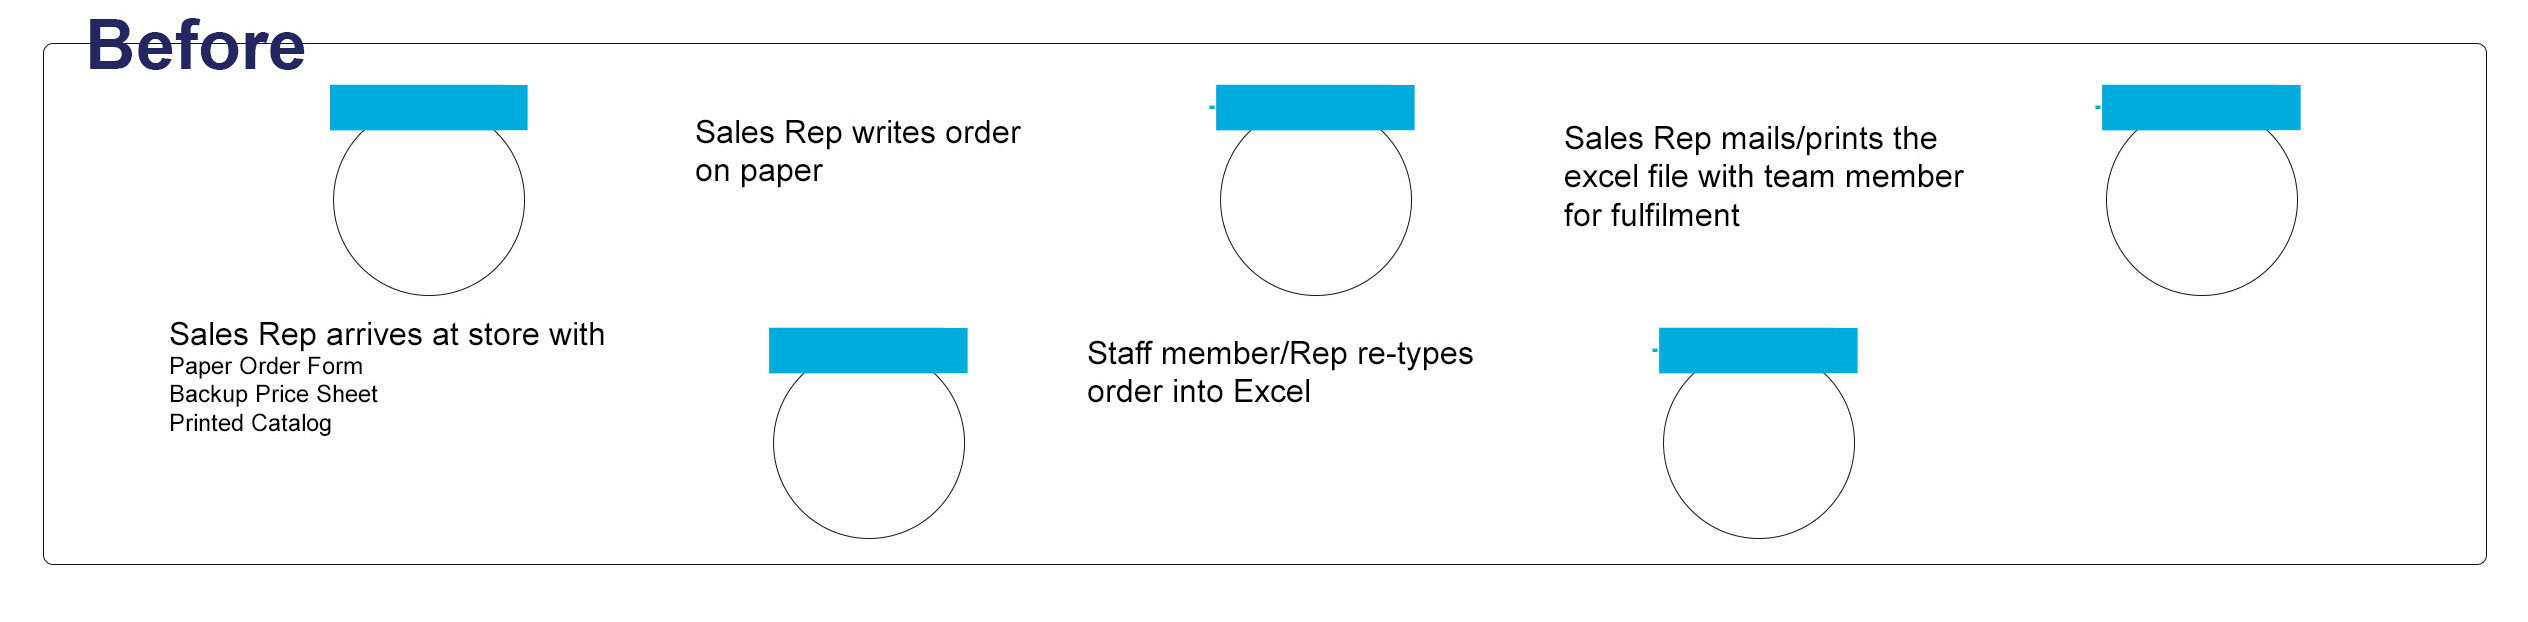 Before
Sales Rep arrives at store with
Paper Order Form
Backup Price Sheet
Printed Catalog
Sales Rep writes order
on paper
Staff member/Rep re-types
order into Excel
Sales Rep mails/prints the
excel file with team member
for fulfilment